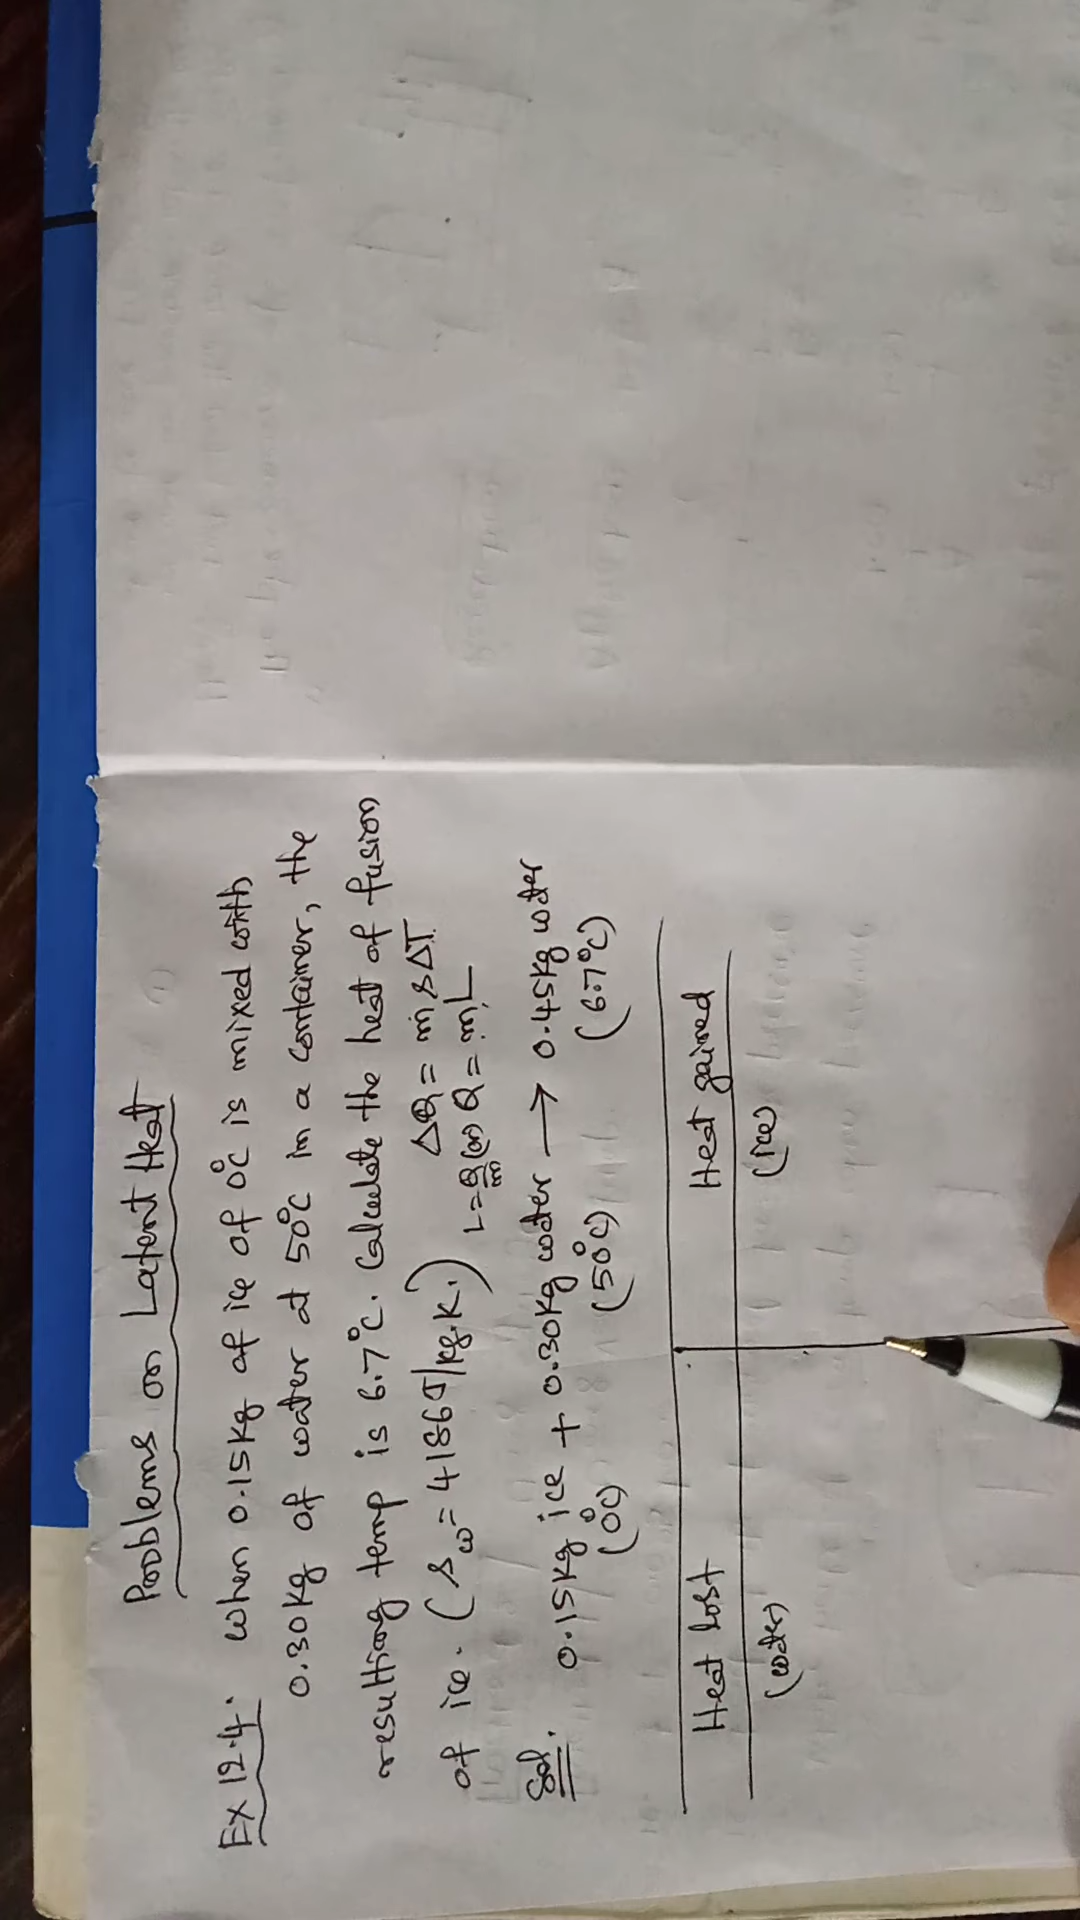 Problems on Latent Heat
Ex 12.4. When 0.15kg of ice of 0°C is mixed with
0.30kg of water at 50°C in a container, the
resulting temp is 6.7°C. Calculate the heat of fusion
of ice. (s_w = 4186J/kg.K.)
ΔQ = m s ΔT
L = Q/m (or) Q = mL
Sol. 0.15kg ice + 0.30kg water → 0.45kg water
(0°C) (50°C) (6.7°C)
Heat lost Heat gained
(water) (ice)